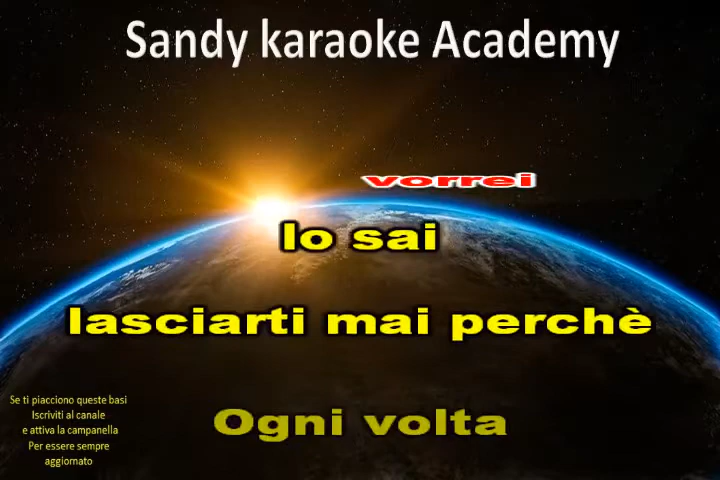 Sandy karaoke Academy
vorrei
lo sai
lasciarti mai perchè
Ogni volta
Se ti piacciono queste basi
Iscriviti al canale
e attiva la campanella
Per essere sempre
aggiornato